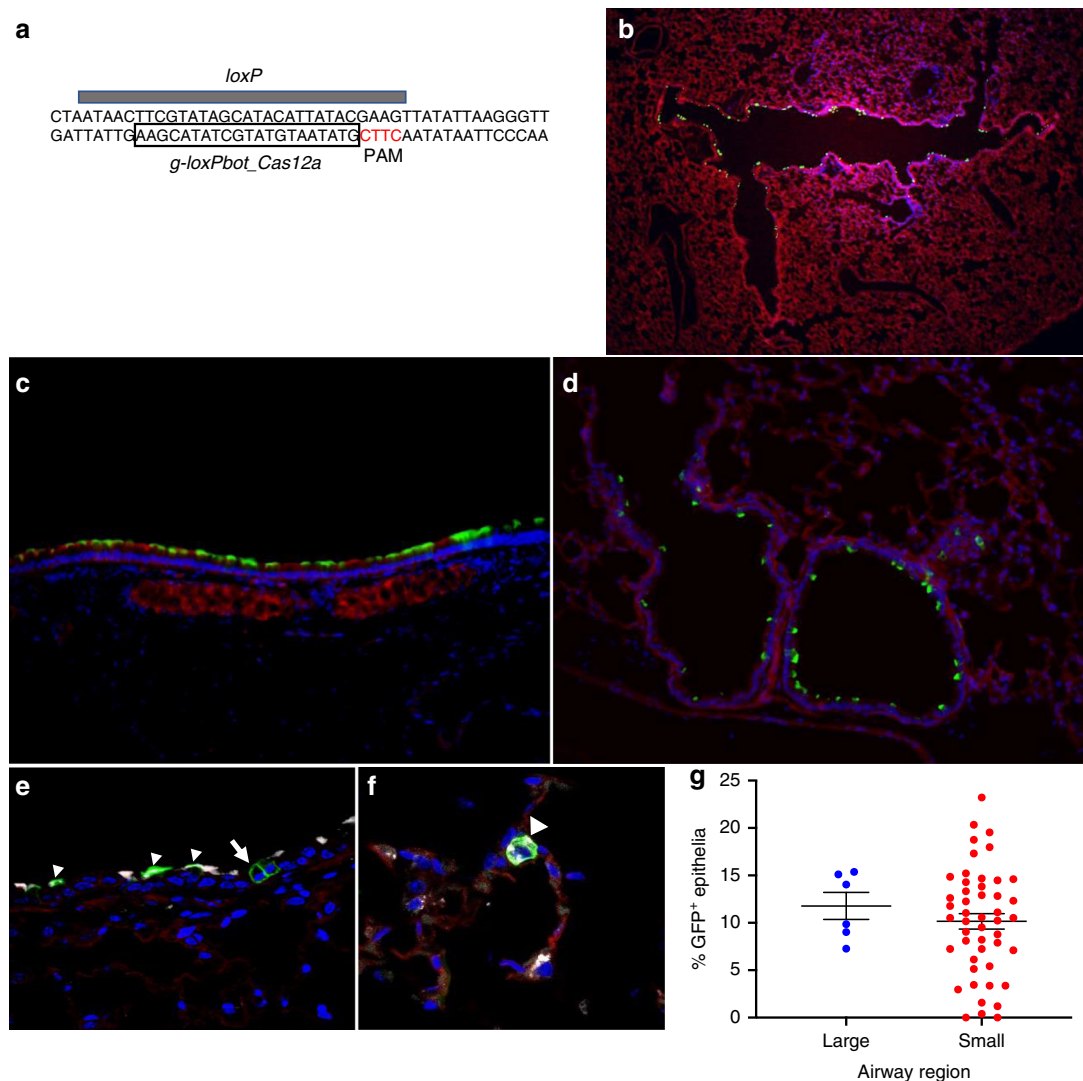 a
loxP
CTAATAACTTCGTATAGCATACATTATACGAAGTTATATTAAGGGTT
GATTATTGAAGCATATCGTATGTAATATGCTTCAATATAATTCCCAA
g-loxPbot_Cas12a
PAM
b
c
d
e
f
g
25
20
15
10
5
0
% GFP+ epithelia
Large
Small
Airway region